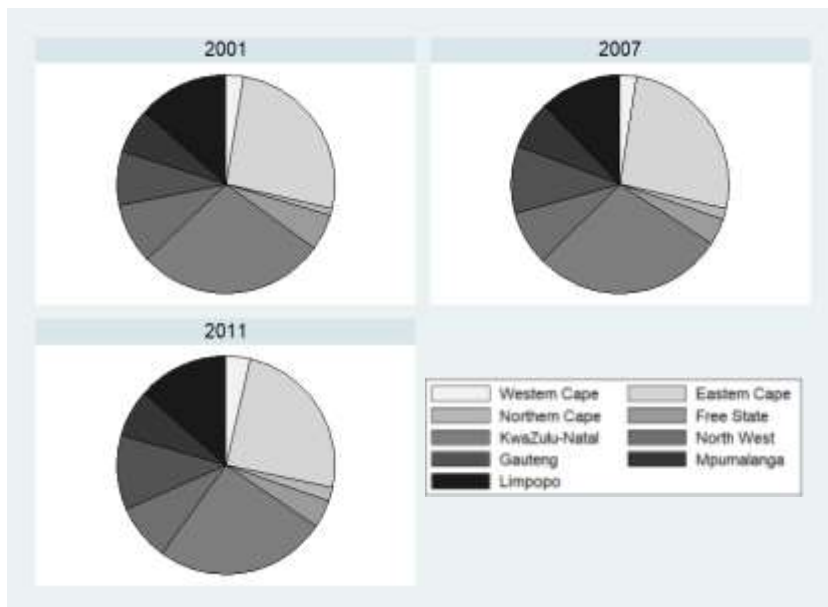 2001 2007
2011
Western Cape Eastern Cape
Northern Cape Free State
KwaZulu-Natal North West
Gauteng Mpumalanga
Limpopo